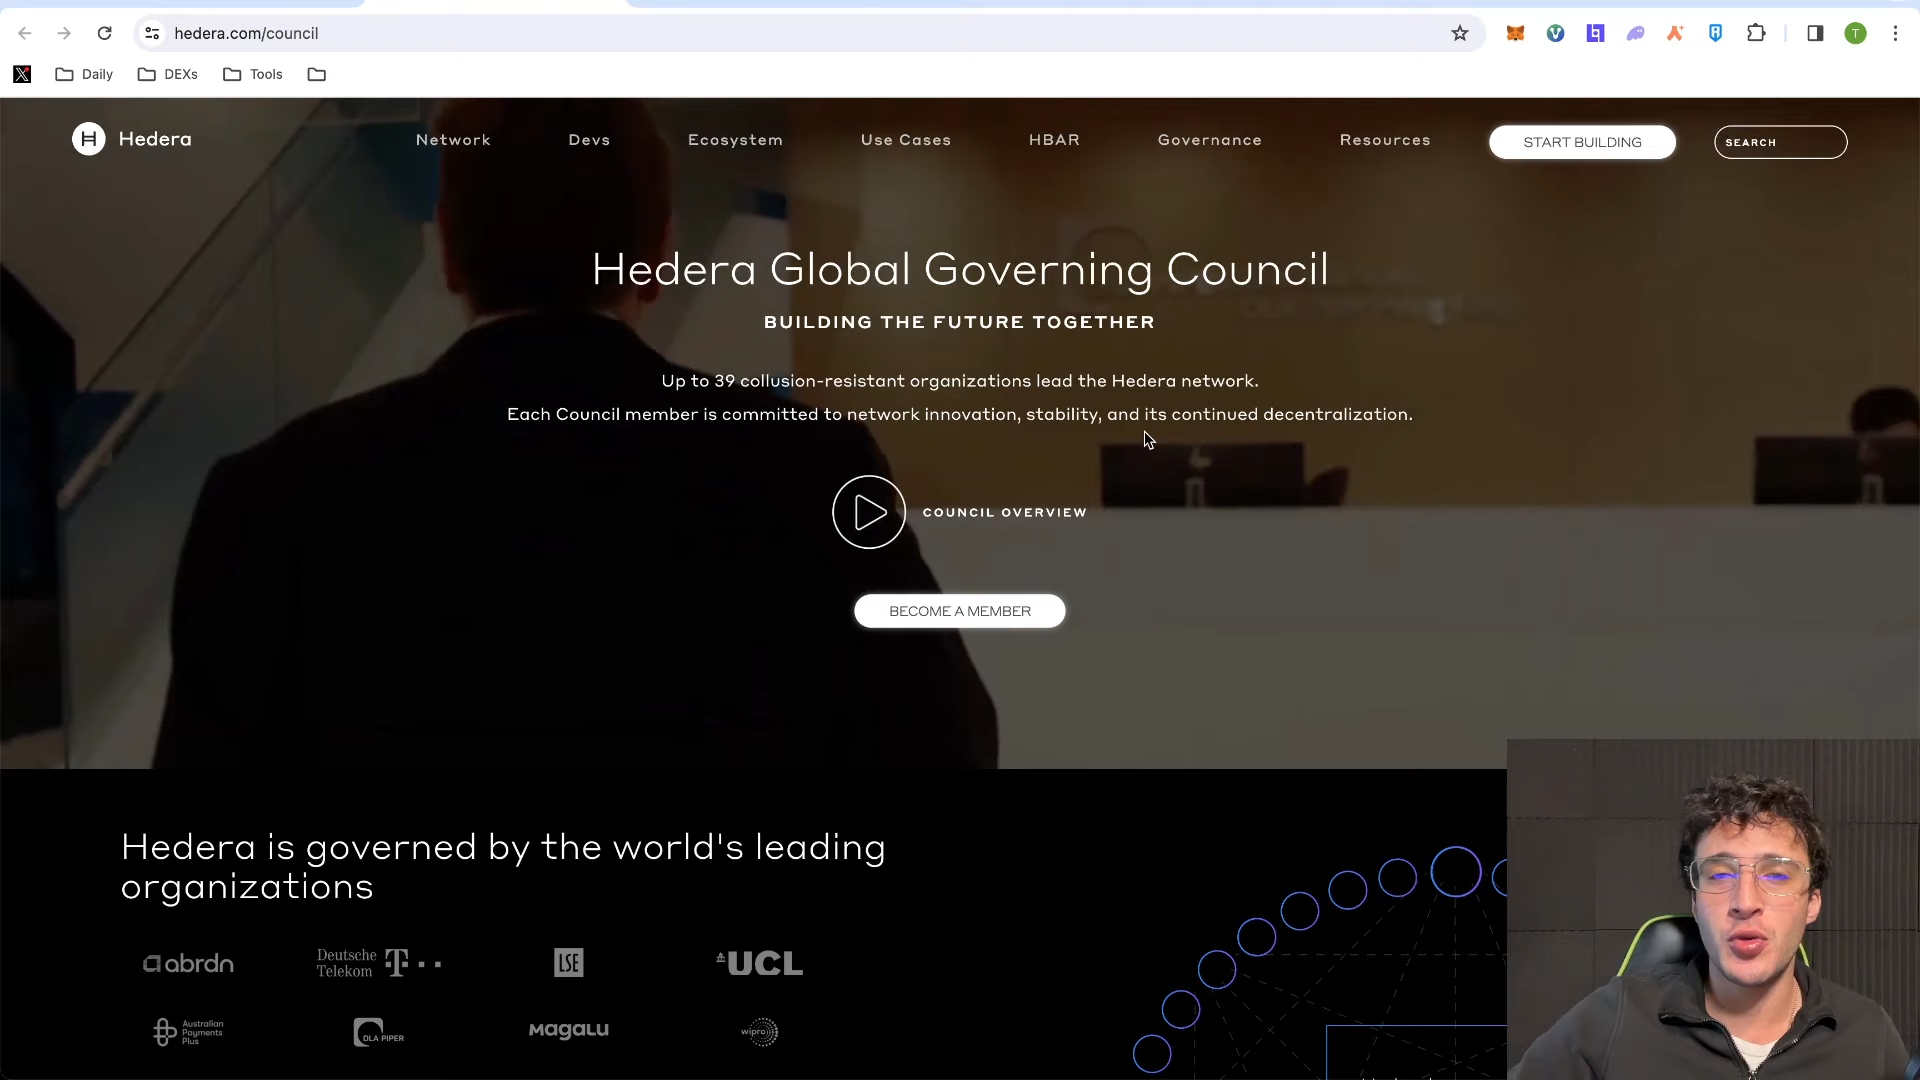 hedera.com/council
T
X
Daily
DEXs
Tools
H Hedera
Network
Devs
Ecosystem
Use Cases
HBAR
Governance
Resources
START BUILDING
SEARCH
Hedera Global Governing Council
BUILDING THE FUTURE TOGETHER
Up to 39 collusion-resistant organizations lead the Hedera network.
Each Council member is committed to network innovation, stability, and its continued decentralization.
COUNCIL OVERVIEW
BECOME A MEMBER
Hedera is governed by the world's leading
organizations
abrdn
Deutsche
Telekom T
LSE
UCL
Australian
Payments
Plus
DLA PIPER
MAGALU
wipro